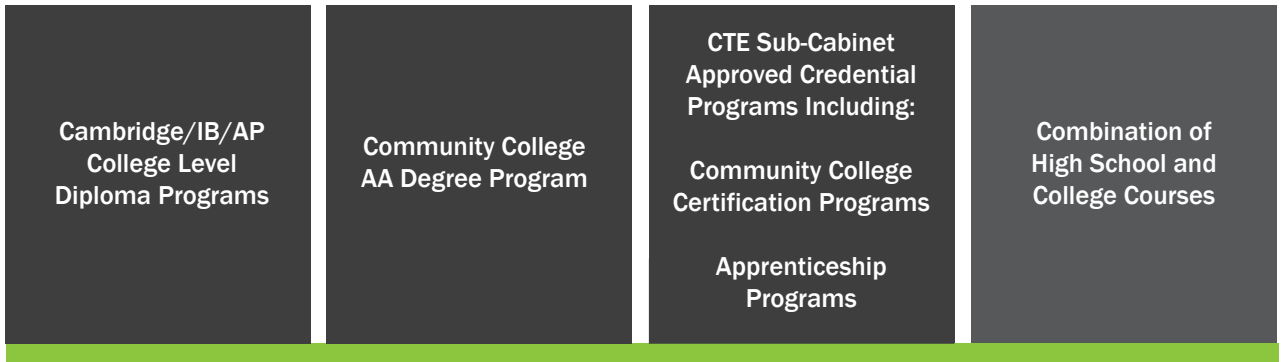 Cambridge/IB/AP
College Level
Diploma Programs
Community College
AA Degree Program
CTE Sub-Cabinet
Approved Credential
Programs Including:
Community College
Certification Programs
Apprenticeship
Programs
Combination of
High School and
College Courses